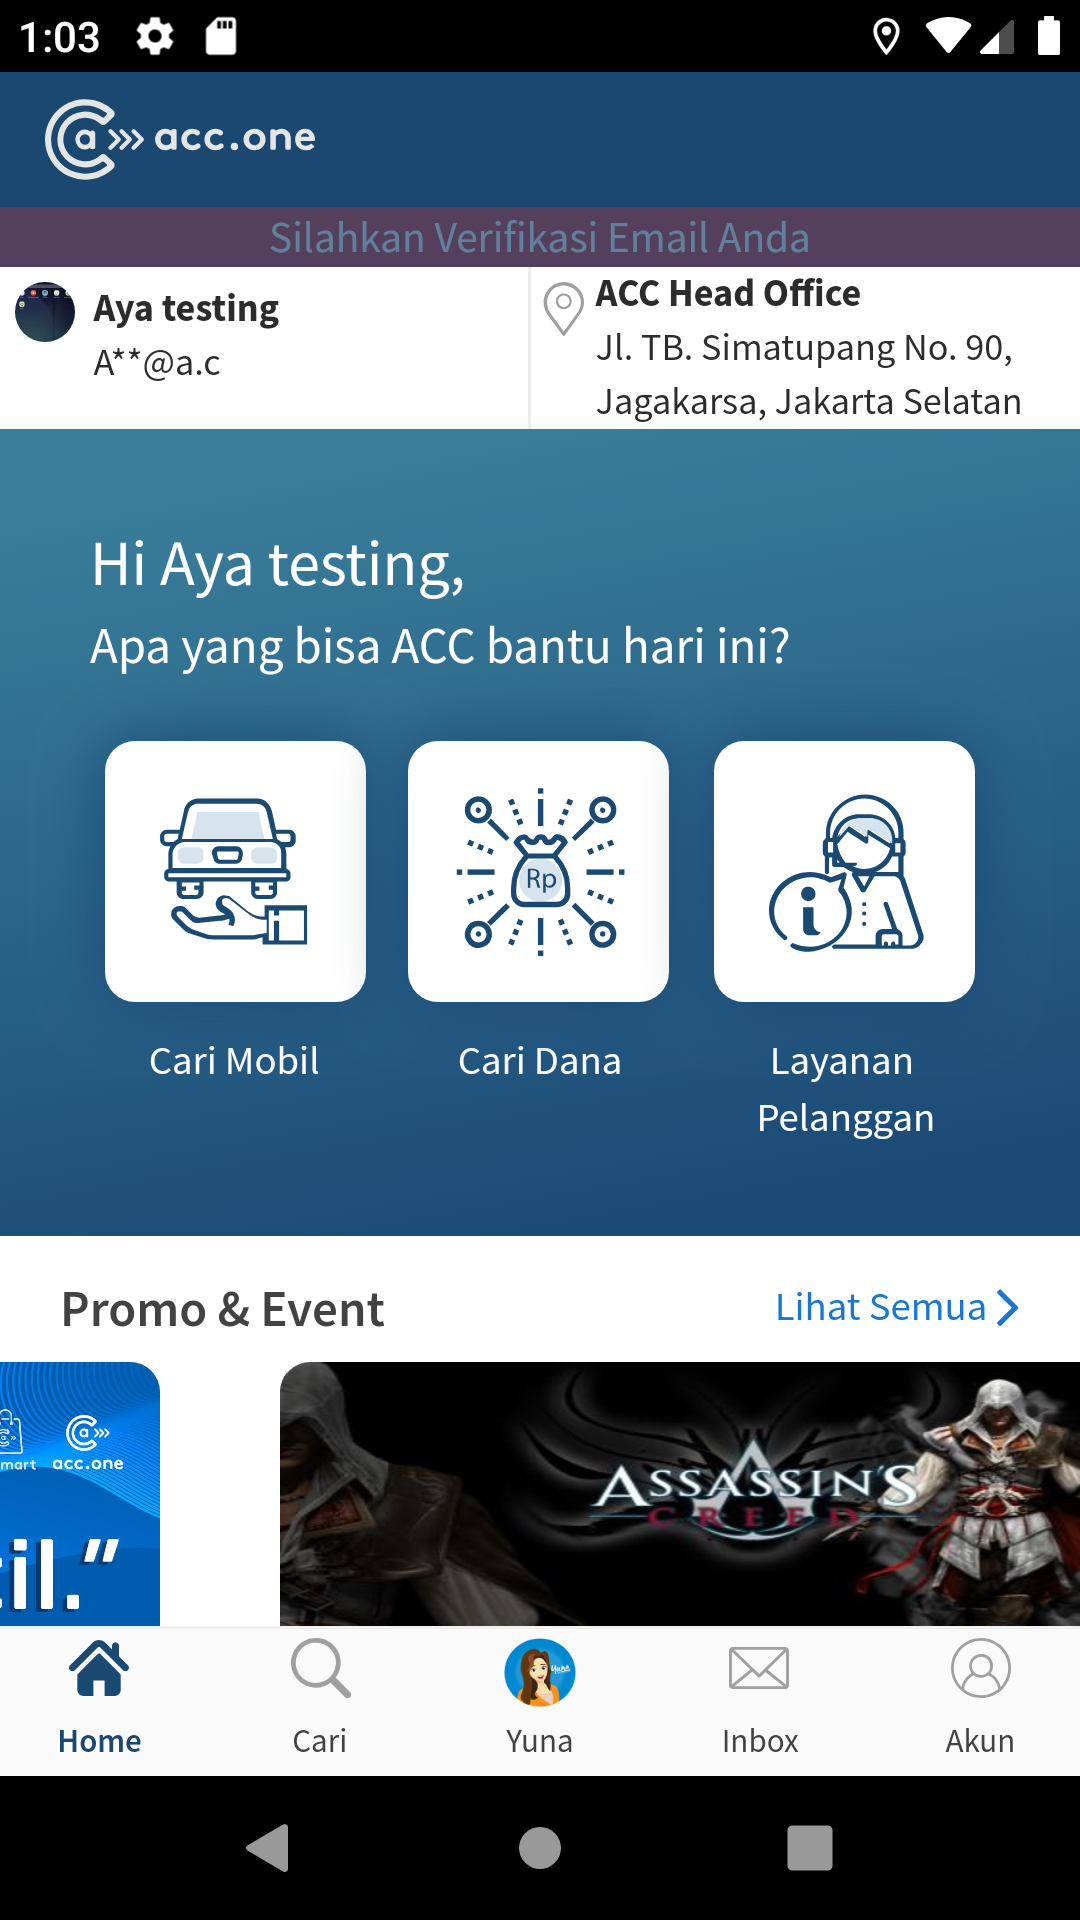 1:03
a acc.one
Silahkan Verifikasi Email Anda
Aya testing
A**@a.c
ACC Head Office
Jl. TB. Simatupang No. 90,
Jagakarsa, Jakarta Selatan
Hi Aya testing,
Apa yang bisa ACC bantu hari ini?
Rp
i
Cari Mobil
Cari Dana
Layanan
Pelanggan
Promo & Event
Lihat Semua
mart
a acc.one
il.”
ASSASSIN'S
CREED
Yuna
Home
Cari
Yuna
Inbox
Akun